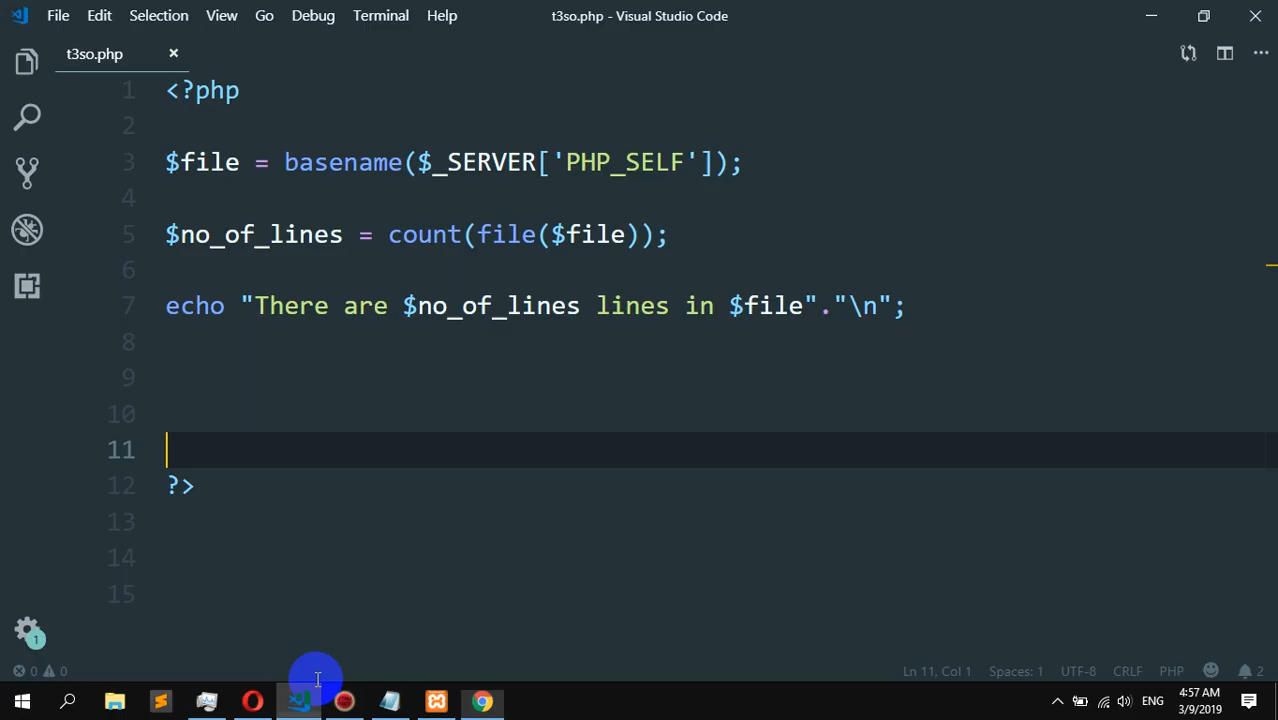 File Edit Selection View Go Debug Terminal Help t3so.php - Visual Studio Code
t3so.php
1 <?php
2
3 $file = basename($_SERVER['PHP_SELF']);
4
5 $no_of_lines = count(file($file));
6
7 echo "There are $no_of_lines lines in $file"."\n";
8
9
10
11
12 ?>
13
14
15
1
0 0 Ln 11, Col 1 Spaces: 1 UTF-8 CRLF PHP 2
ENG 4:57 AM
3/9/2019